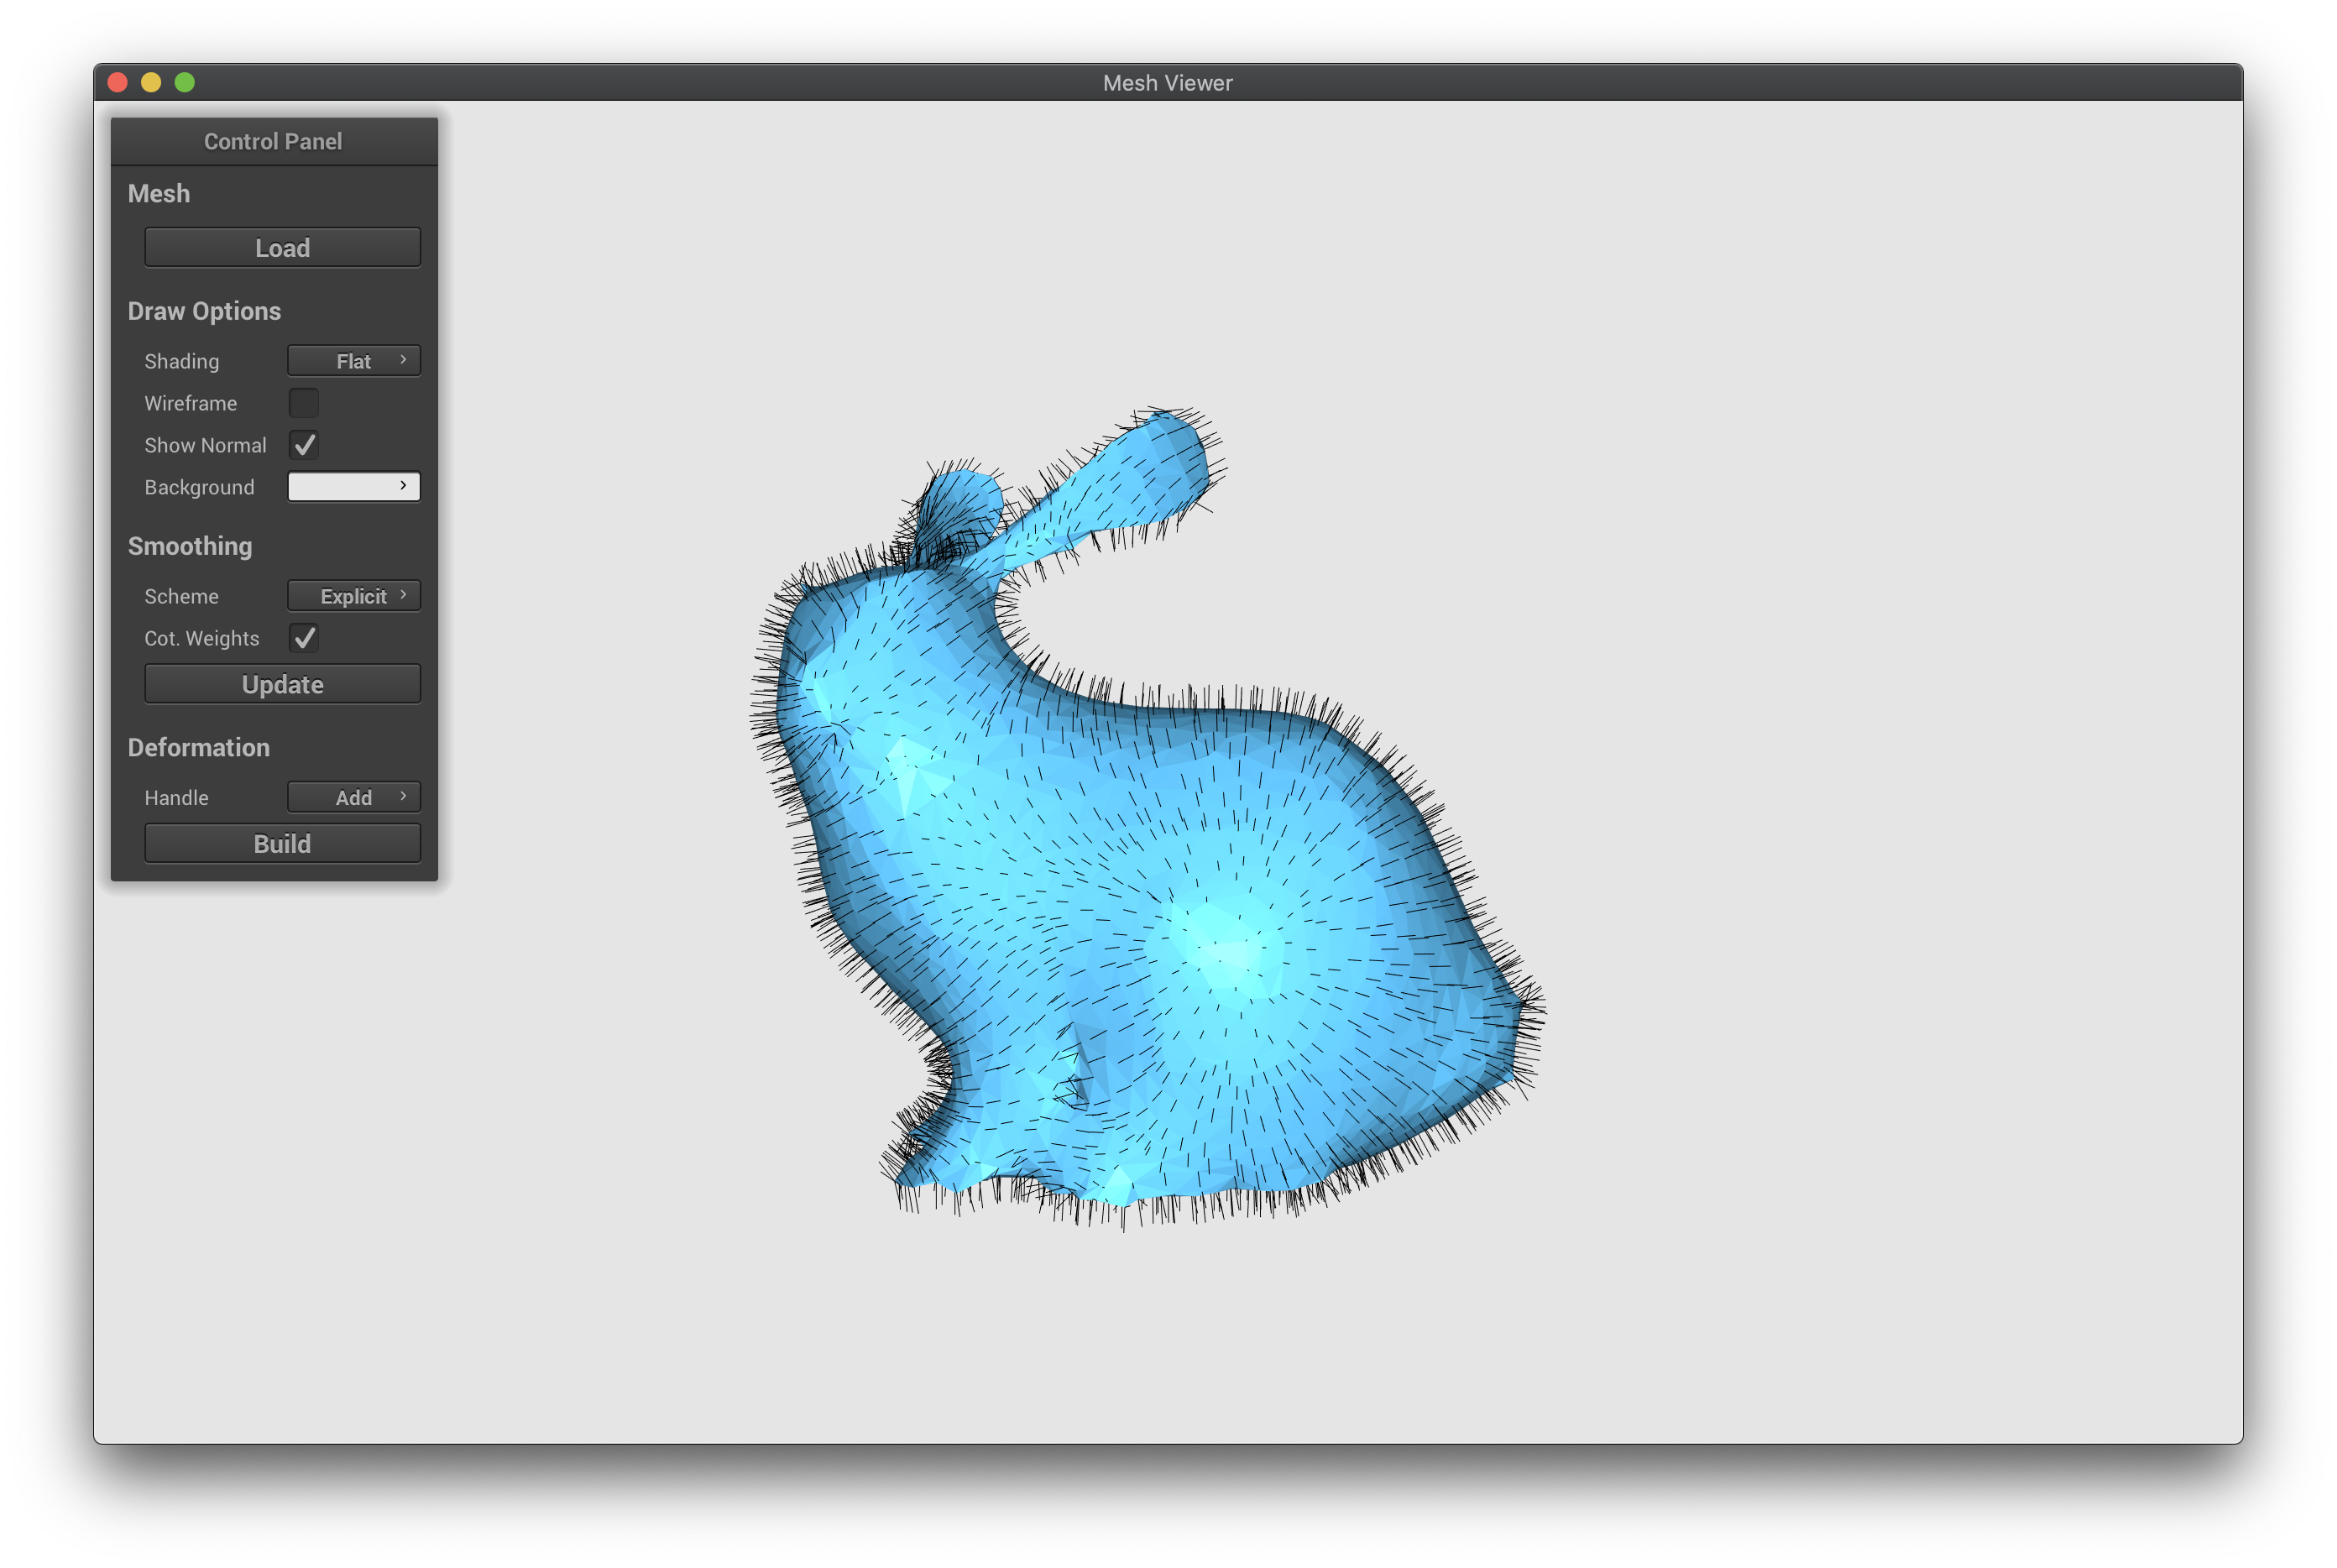 Mesh Viewer
Control Panel
Mesh
Load
Draw Options
Shading Flat
Wireframe
Show Normal
Background
Smoothing
Scheme Explicit
Cot. Weights
Update
Deformation
Handle Add
Build